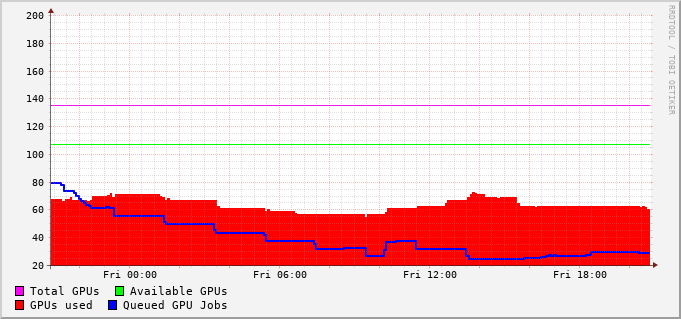 200
180
160
140
120
100
80
60
40
20
Fri 00:00 Fri 06:00 Fri 12:00 Fri 18:00
Total GPUs Available GPUs
GPUs used Queued GPU Jobs
RRDTOOL / TOBI OETIKER